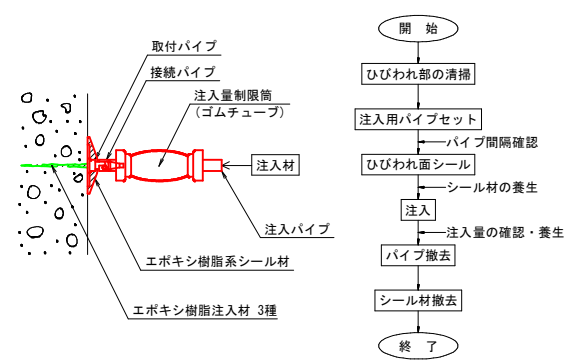 取付パイプ
接続パイプ
注入量制限筒
(ゴムチューブ)
注入材
注入パイプ
エポキシ樹脂系シール材
エポキシ樹脂注入材 3種
開 始
ひびわれ部の清掃
注入用パイプセット
パイプ間隔確認
ひびわれ面シール
シール材の養生
注入
注入量の確認・養生
パイプ撤去
シール材撤去
終 了